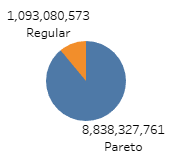 1,093,080,573
Regular
8,838,327,761
Pareto